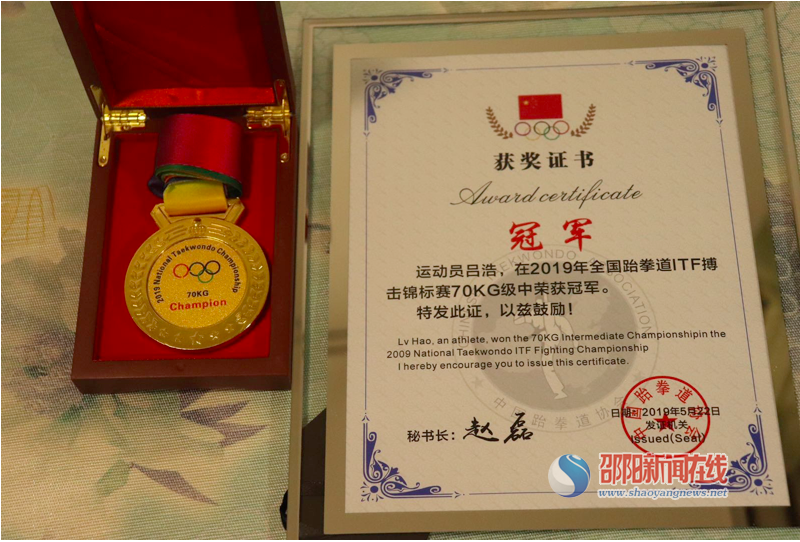 2019 National Taekwondo Championship
70KG
Champion
获奖证书
Award certificate
冠军
运动员吕浩，在2019年全国跆拳道ITF搏
击锦标赛70KG级中荣获冠军。
特发此证，以兹鼓励！
Lv Hao, an athlete, won the 70KG Intermediate Championshipin the
2009 National Taekwondo ITF Fighting Championship
I hereby encourage you to issue this certificate.
秘书长：赵磊
日期：2019年5月22日
发证机关
Issued(Seal)
邵阳新闻在线
www.shaoyangnews.net